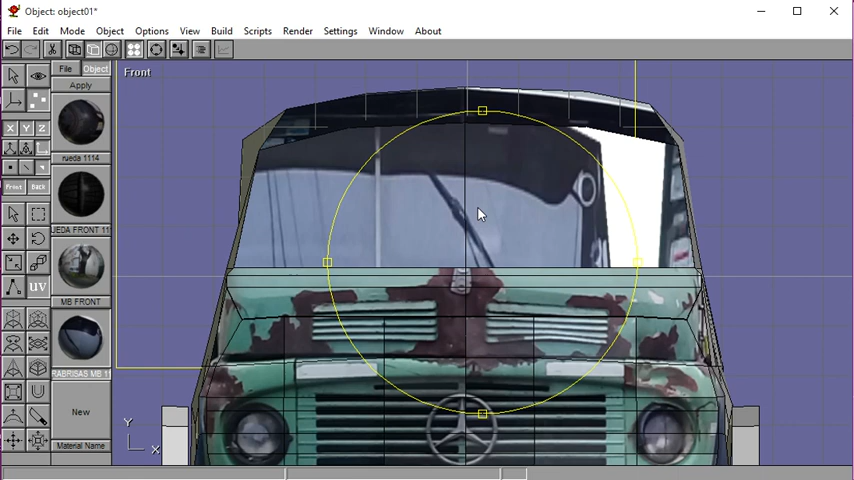 Object: object01*
File Edit Mode Object Options View Build Scripts Render Settings Window About
Front
File Object
Apply
rueda 1114
X Y Z
Front Back
UEDA FRONT 11
MB FRONT
uv
RABRISAS MB 11
New
Material Name
Y
X